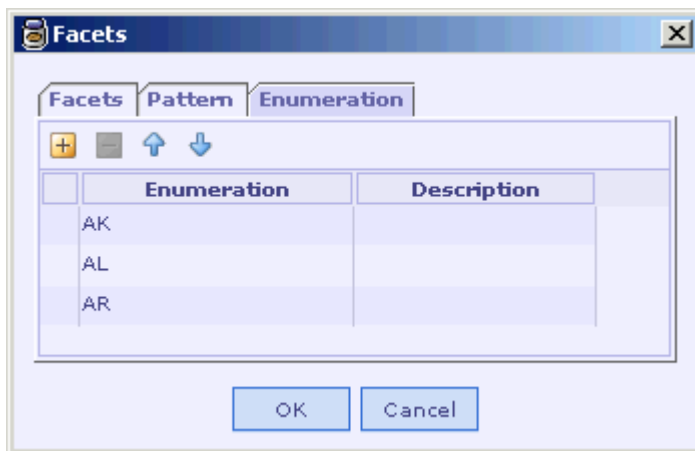 Facets
Facets Pattern Enumeration
Enumeration Description
AK
AL
AR
OK Cancel